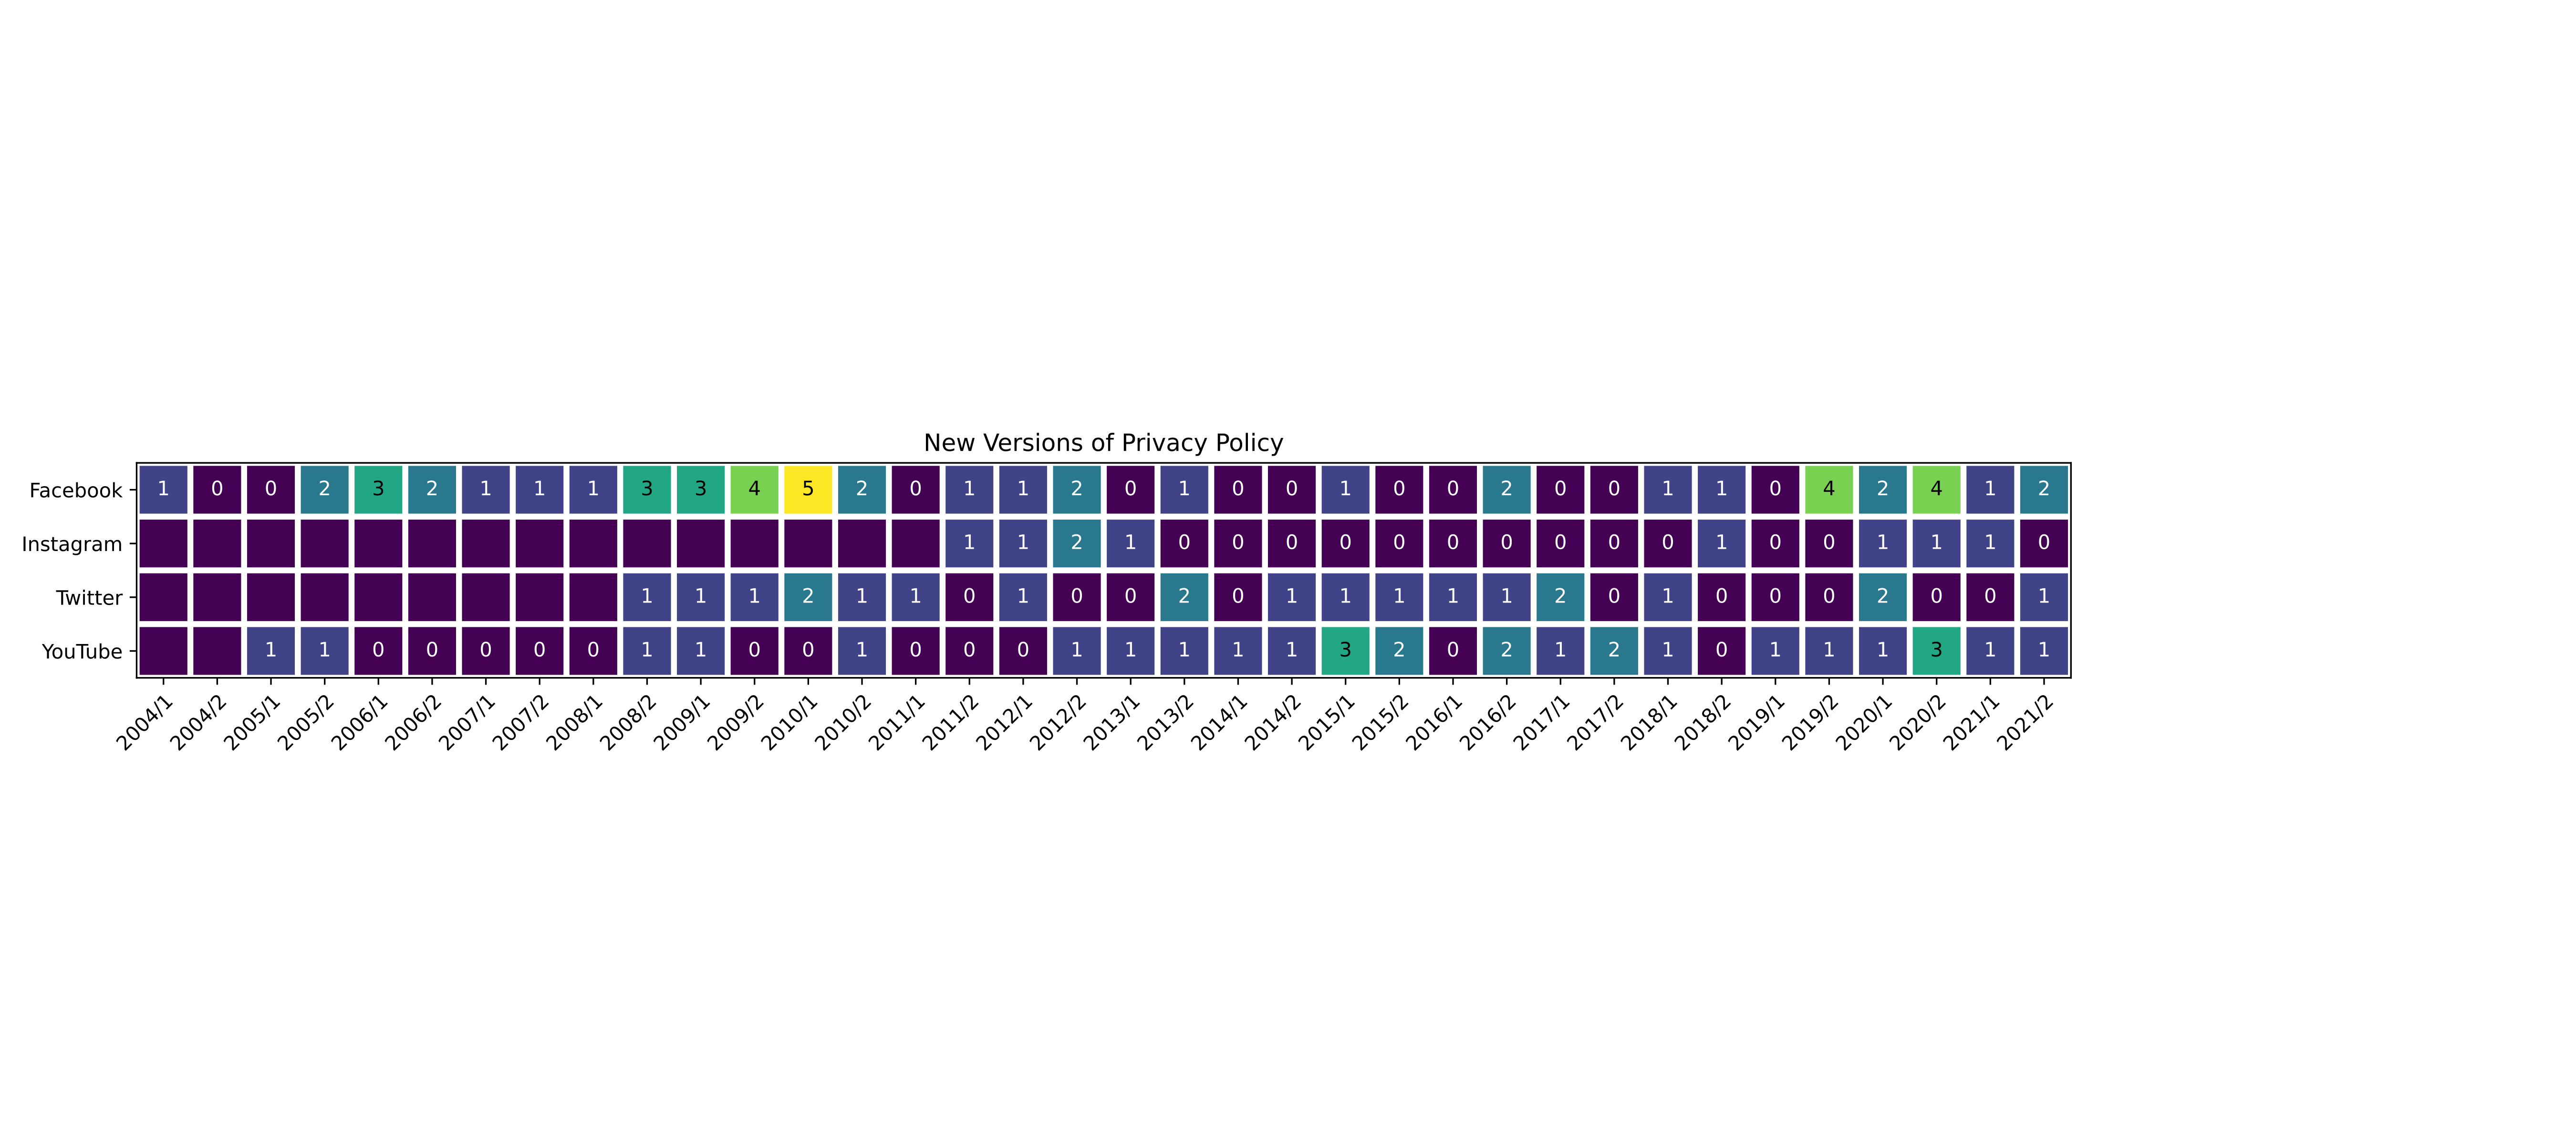 New Versions of Privacy Policy
Facebook 1 0 0 2 3 2 1 1 1 3 3 4 5 2 0 1 1 2 0 1 0 0 1 0 0 2 0 0 1 1 0 4 2 4 1 2
Instagram 1 1 2 1 0 0 0 0 0 0 0 0 0 0 1 0 0 1 1 1 0
Twitter 1 1 1 2 1 1 0 1 0 0 2 0 1 1 1 1 1 2 0 1 0 0 0 2 0 0 1
YouTube 1 1 0 0 0 0 0 1 1 0 0 1 0 0 0 1 1 1 1 1 3 2 0 2 1 2 1 0 1 1 1 3 1 1
2004/1 2004/2 2005/1 2005/2 2006/1 2006/2 2007/1 2007/2 2008/1 2008/2 2009/1 2009/2 2010/1 2010/2 2011/1 2011/2 2012/1 2012/2 2013/1 2013/2 2014/1 2014/2 2015/1 2015/2 2016/1 2016/2 2017/1 2017/2 2018/1 2018/2 2019/1 2019/2 2020/1 2020/2 2021/1 2021/2